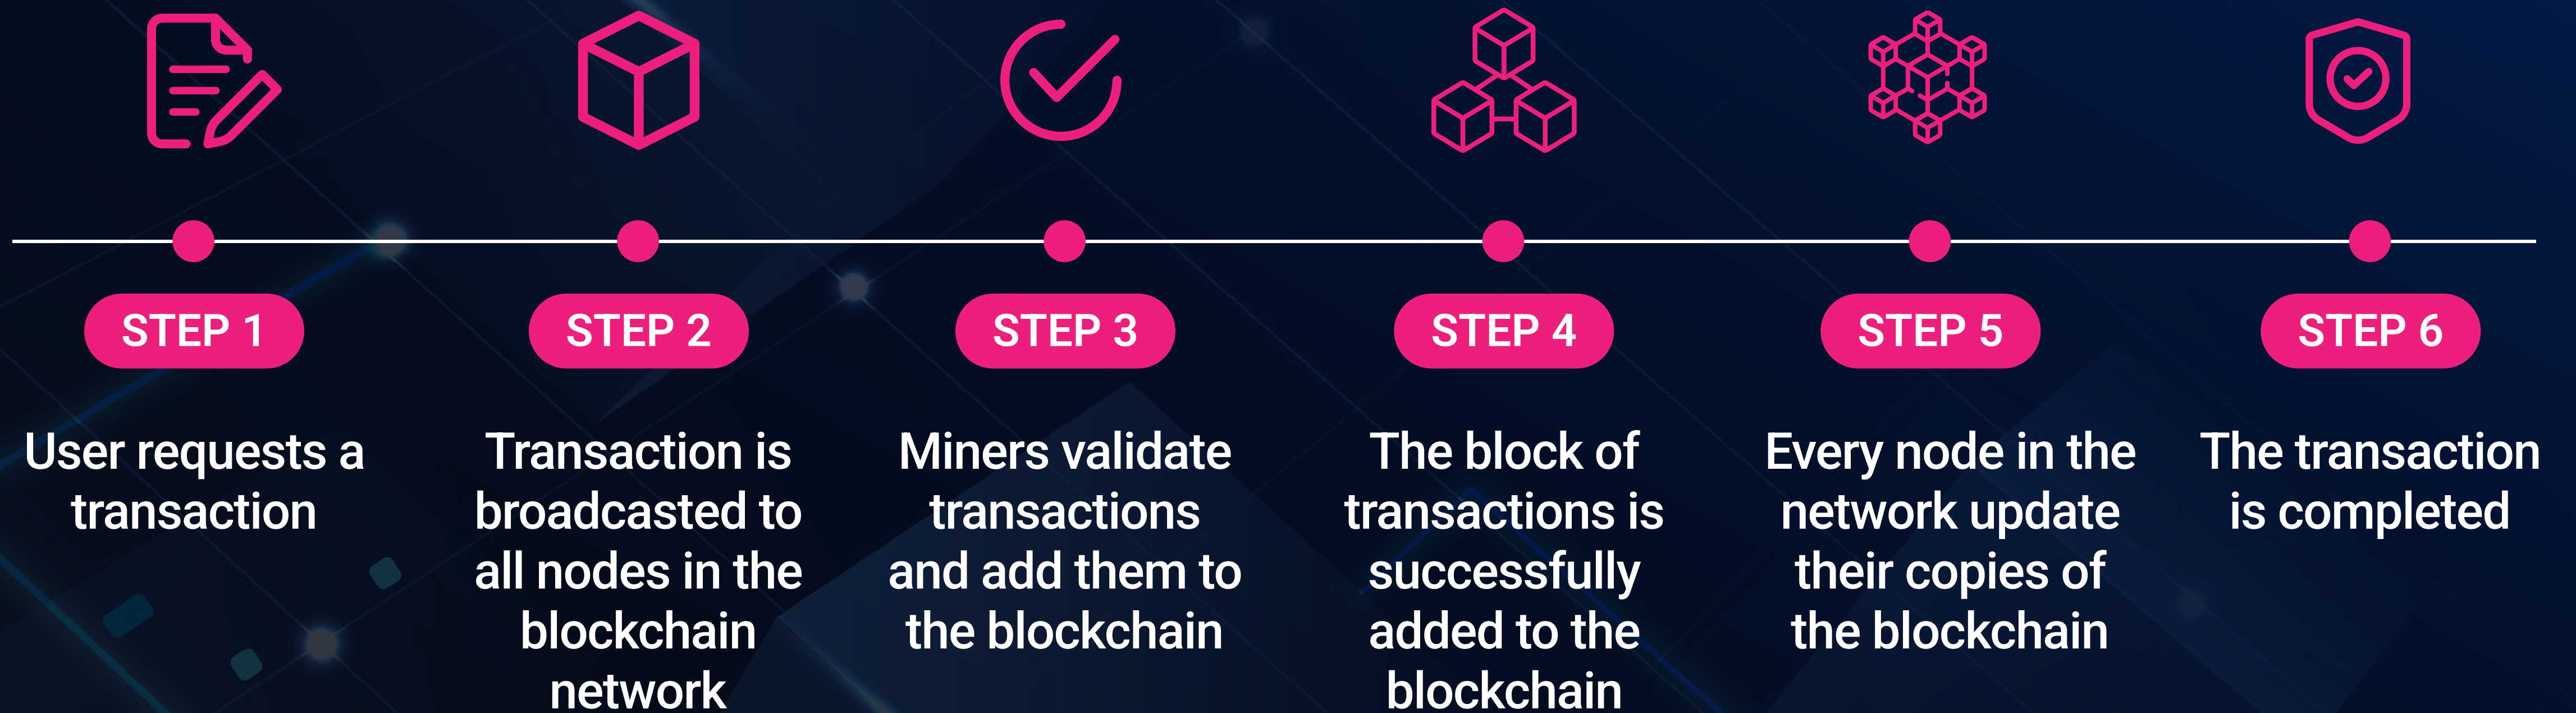 STEP 1
User requests a
transaction
STEP 2
Transaction is
broadcasted to
all nodes in the
blockchain
network
STEP 3
Miners validate
transactions
and add them to
the blockchain
STEP 4
The block of
transactions is
successfully
added to the
blockchain
STEP 5
Every node in the
network update
their copies of
the blockchain
STEP 6
The transaction
is completed